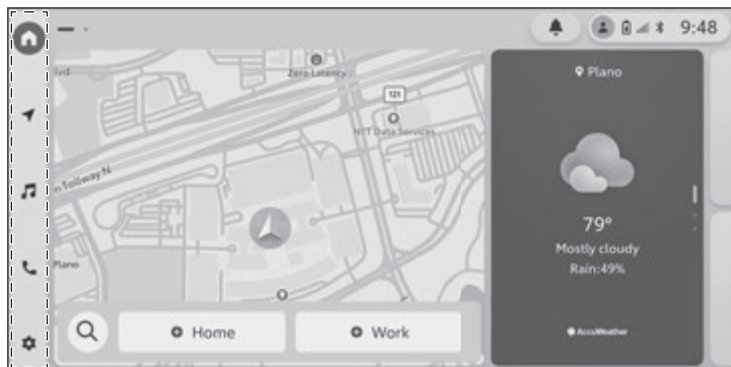 9:48
lvd
Zero Latency
121
NTT Data Services
n Tollway N
Plano
Home
Work
Plano
79°
Mostly cloudy
Rain:49%
AccuWeather